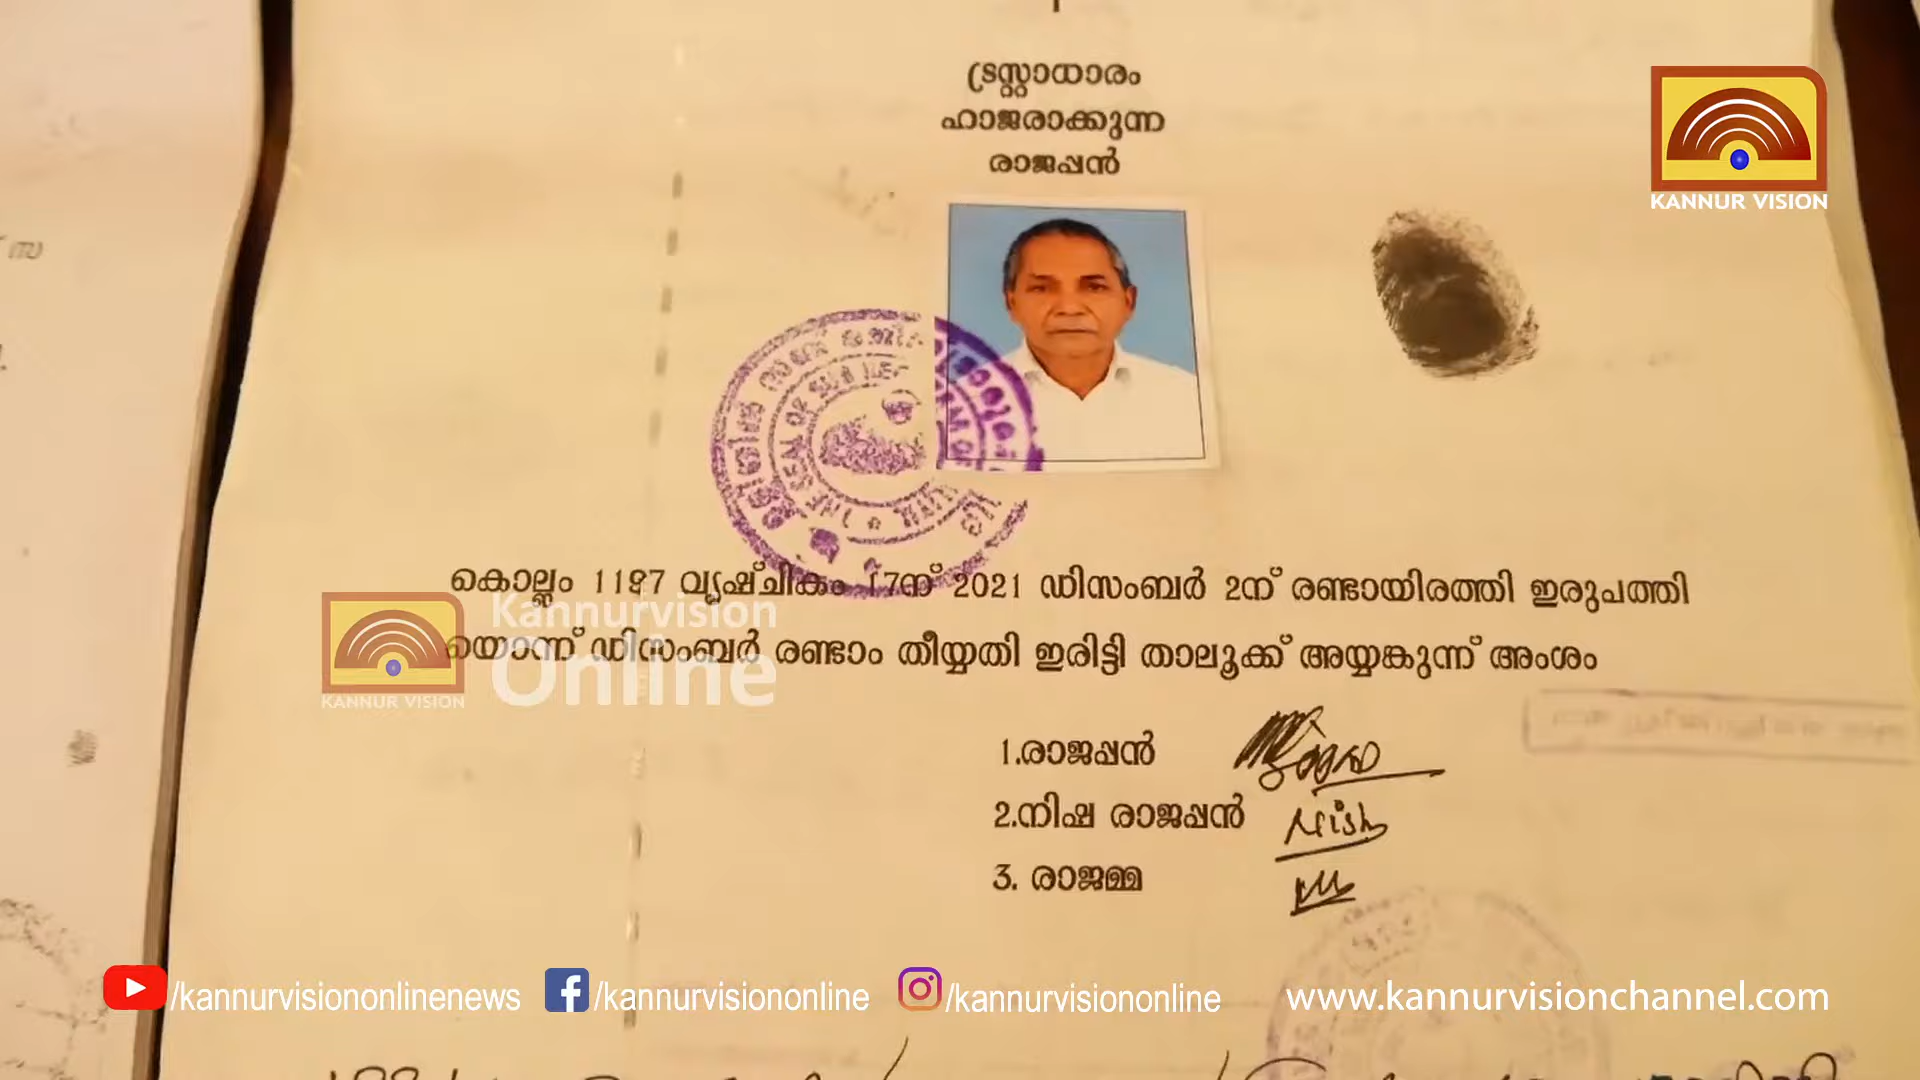 ട്രസ്റ്റാധാരം
ഹാജരാക്കുന്ന
രാജപ്പൻ
KANNUR VISION
കൊല്ലം 1197 വൃഷ്ചികം 17ന് 2021 ഡിസംബർ 2ന് രണ്ടായിരത്തി ഇരുപത്തി
യൊന്ന് ഡിസംബർ രണ്ടാം തീയ്യതി ഇരിട്ടി താലൂക്ക് അയ്യങ്കുന്ന് അംശം
Kannurvision
Online
KANNUR VISION
1.രാജപ്പൻ
2.നിഷ രാജപ്പൻ Nisha
3. രാജമ്മ
/kannurvisiononlinenews /kannurvisiononline /kannurvisiononline www.kannurvisionchannel.com